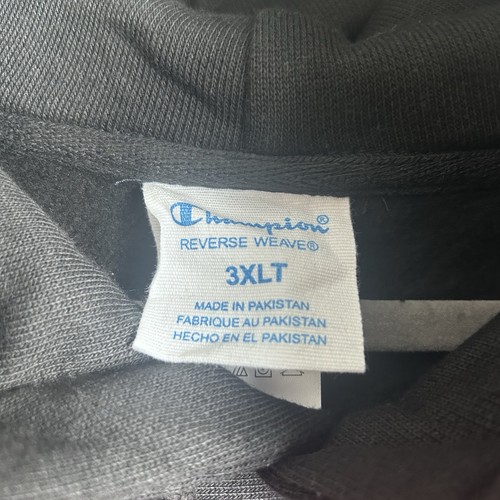 Champion®
REVERSE WEAVE®
3XLT
MADE IN PAKISTAN
FABRIQUE AU PAKISTAN
HECHO EN EL PAKISTAN